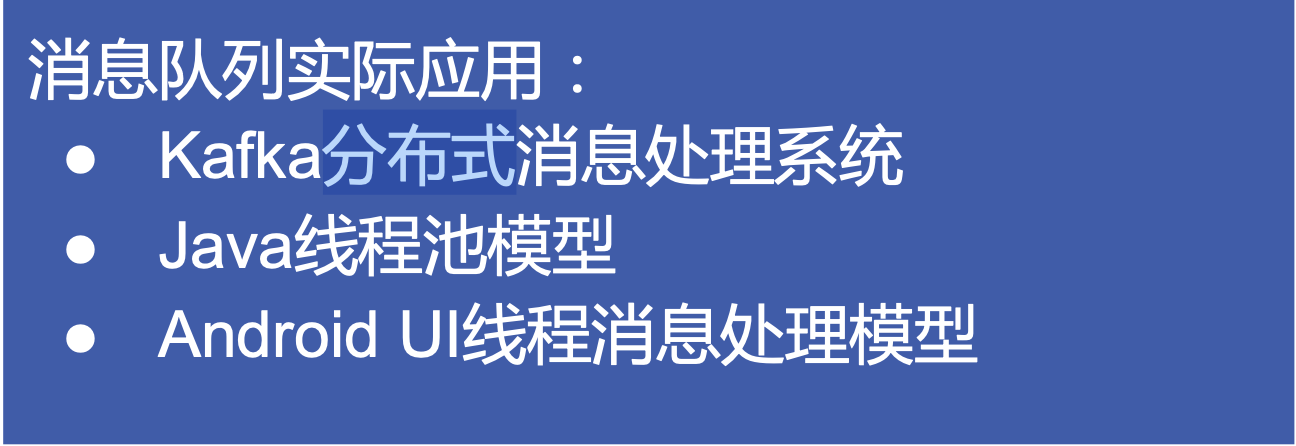 消息队列实际应用：
● Kafka分布式消息处理系统
● Java线程池模型
● Android UI线程消息处理模型